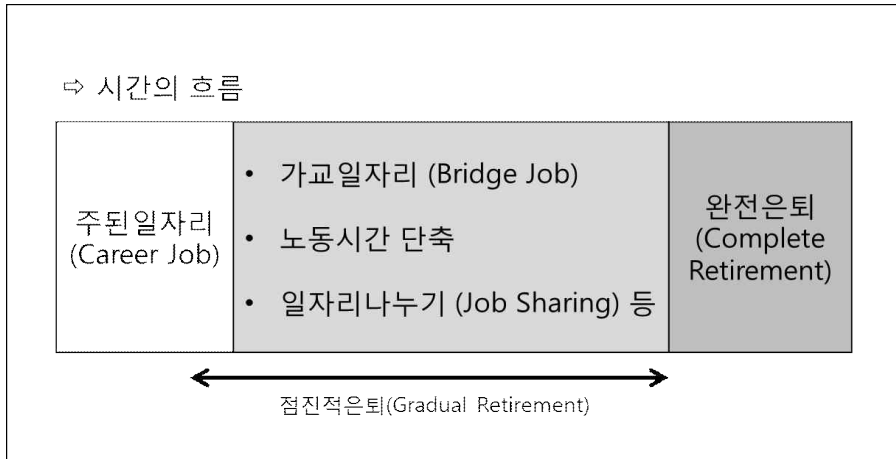 ⇨ 시간의 흐름
주된일자리
(Career Job)
• 가교일자리 (Bridge Job)
• 노동시간 단축
• 일자리나누기 (Job Sharing) 등
완전은퇴
(Complete
Retirement)
점진적은퇴(Gradual Retirement)